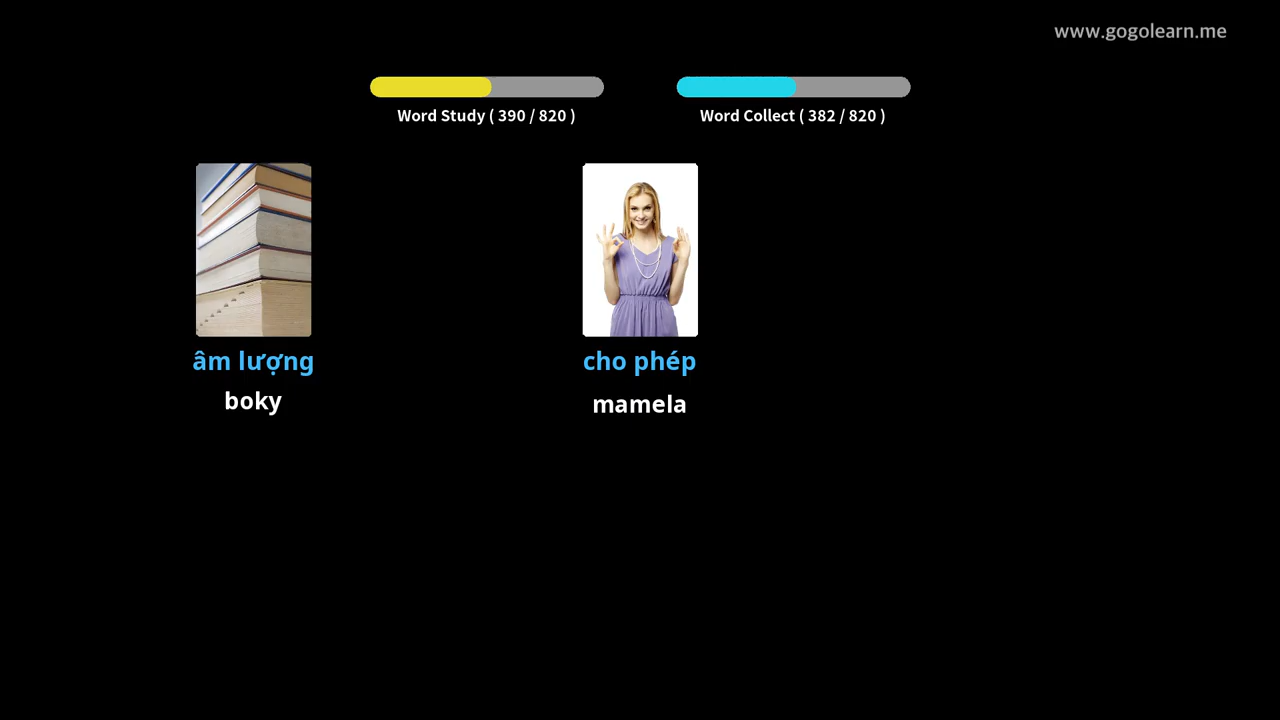 www.gogolearn.me
Word Study ( 390 / 820 )
Word Collect ( 382 / 820 )
âm lượng
boky
cho phép
mamela